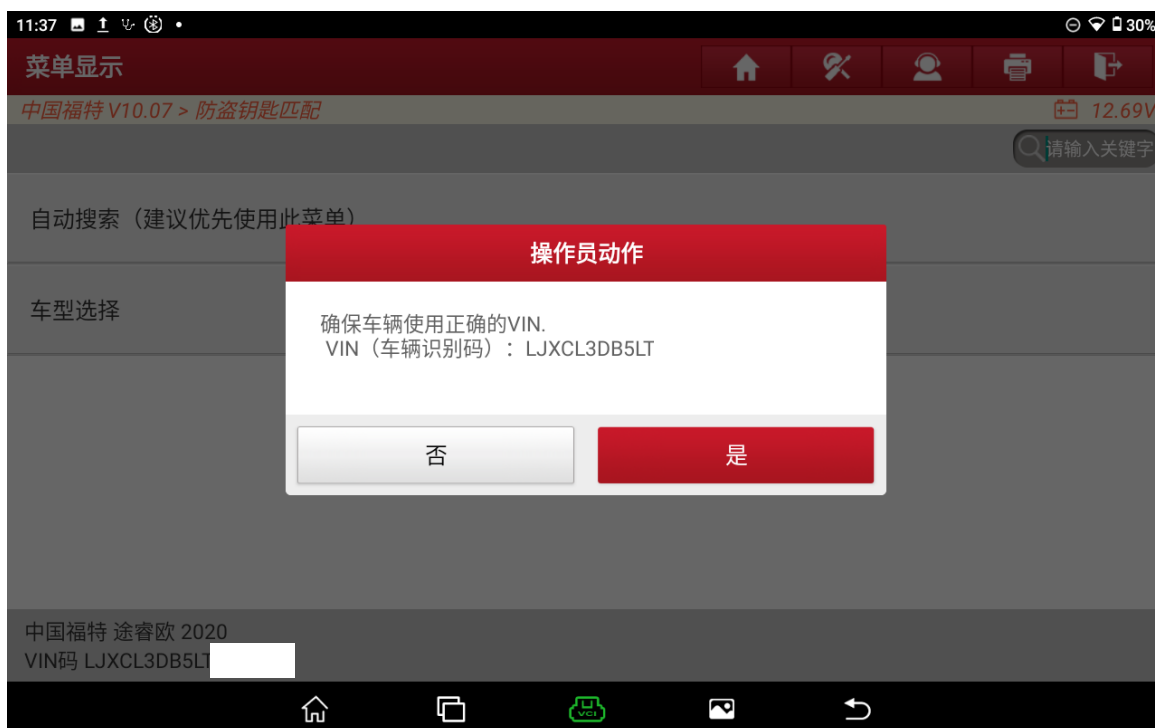 11:37
30%
菜单显示
中国福特 V10.07 > 防盗钥匙匹配
12.69V
请输入关键字
自动搜索（建议优先使用此菜单）
操作员动作
车型选择
确保车辆使用正确的VIN.
VIN（车辆识别码）：LJXCL3DB5LT
否
是
中国福特 途睿欧 2020
VIN码 LJXCL3DB5LT
VCI